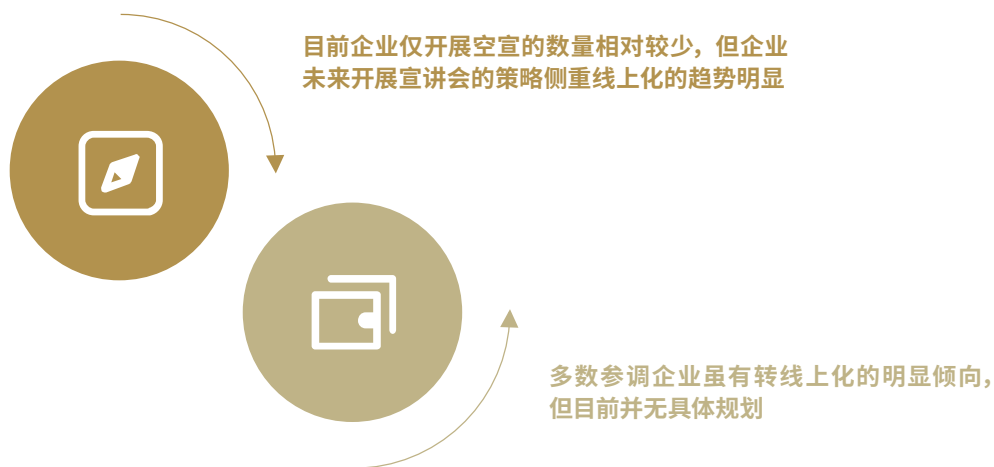 目前企业仅开展空宣的数量相对较少，但企业
未来开展宣讲会的策略侧重线上化的趋势明显
多数参调企业虽有转线上化的明显倾向，
但目前并无具体规划